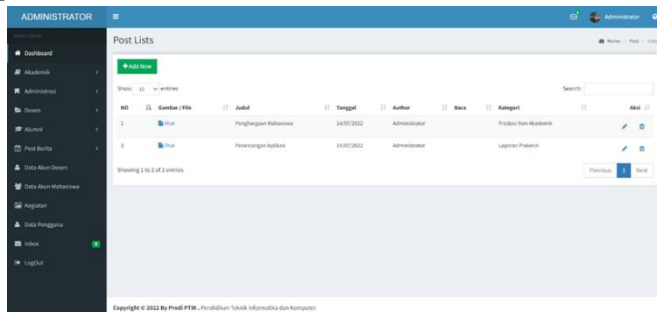 ADMINISTRATOR
Administrator
Post Lists
Home
Post
Dashboard
Add New
Akademik
Show 10 entries
Search:
Administrasi
NO Gambar / File Judul Tanggal Author Baca Kategori Aksi
Dosen
Lihat Penghargaan Mahasiswa 14/07/2022 Administrator Prestasi Non Akademik
Alumni
Post Berita
Lihat Perancangan Aplikasi 14/07/2022 Administrator Laporan Prakerin
Data Akun Dosen
Showing 1 to 2 of 2 entries
Previous 1 Next
Data Akun Mahasiswa
Kegiatan
Data Pengguna
Inbox
LogOut
Copyright © 2022 By Prodi PTIK . Pendidikan Teknik Informatika dan Komputer.